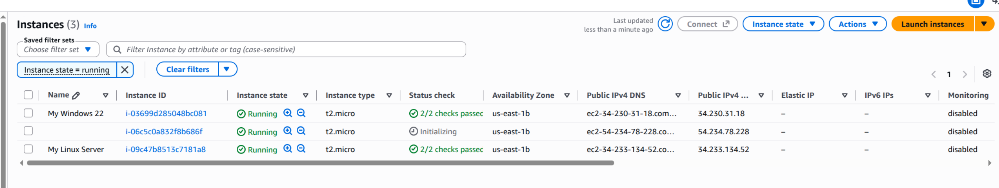 Instances (3) Info
Last updated
less than a minute ago
Connect
Instance state
Actions
Launch instances
Saved filter sets
Choose filter set
Filter Instance by attribute or tag (case-sensitive)
Instance state = running
Clear filters
1
Name Instance ID Instance state Instance type Status check Availability Zone Public IPv4 DNS Public IPv4 ... Elastic IP IPv6 IPs Monitoring
My Windows 22 i-03699d285048bc081 Running t2.micro 2/2 checks passec us-east-1b ec2-34-230-31-18.com... 34.230.31.18 – – disabled
i-06c5c0a832f8b686f Running t2.micro Initializing us-east-1b ec2-54-234-78-228.co... 54.234.78.228 – – disabled
My Linux Server i-09c47b8513c7181a8 Running t2.micro 2/2 checks passec us-east-1b ec2-34-233-134-52.co... 34.233.134.52 – – disabled